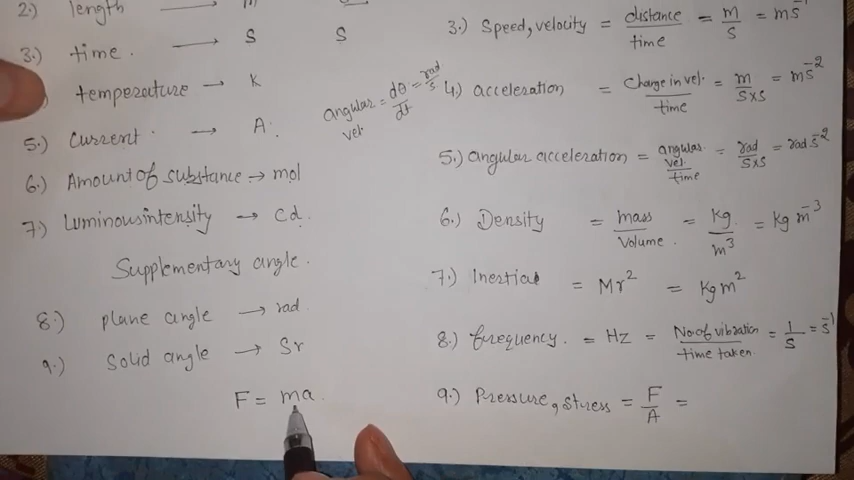 2.) length → m
3.) time. → S S
temperature → K
5.) Current. → A.
6.) Amount of substance → mol
7.) Luminous intensity → Cd.
Supplementary angle.
8.) plane angle → rad
9.) Solid angle → Sr
F = ma.
angular vel. = dθ/dt = rad/s
3.) Speed, velocity = distance/time = m/s = ms⁻¹
4.) acceleration = Change in vel./time = m/s×s = ms⁻²
5.) angular acceleration = angular vel./time = rad/s×s = rad s⁻²
6.) Density = mass/Volume. = Kg/m³ = Kg m⁻³
7.) Inertia = Mr² = Kgm²
8.) frequency. = Hz = No. of vibration/time taken = 1/s = s⁻¹
9.) Pressure, stress = F/A =